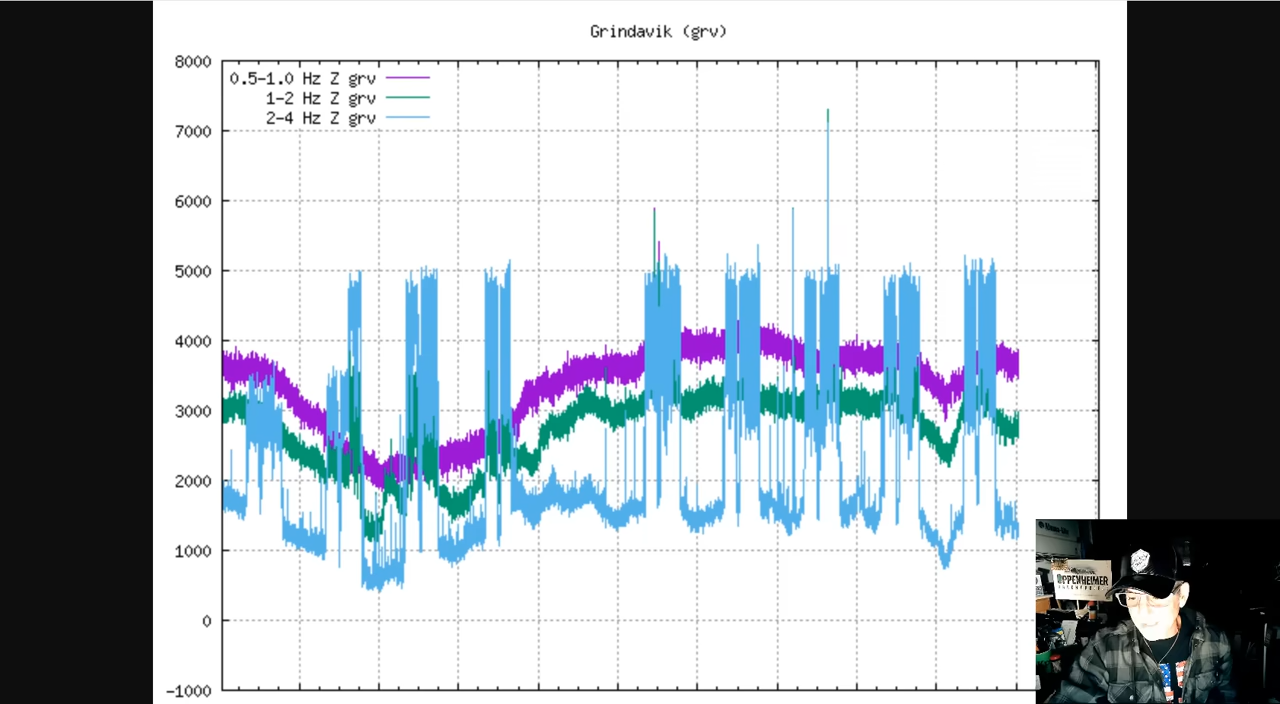 Grindavik (grv)
8000
0.5-1.0 Hz Z grv
1-2 Hz Z grv
2-4 Hz Z grv
7000
6000
5000
4000
3000
2000
1000
0
-1000
OPPENHEIMER